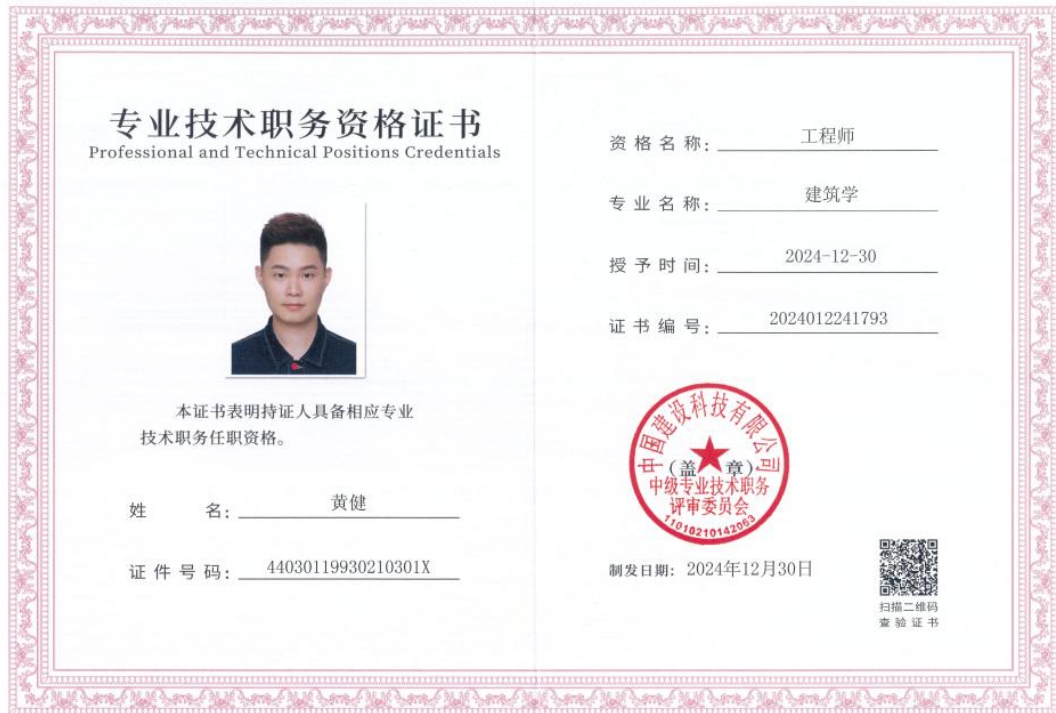 专业技术职务资格证书
Professional and Technical Positions Credentials
本证书表明持证人具备相应专业
技术职务任职资格。
姓 名: 黄健
证件号码: 44030119930210301X
资格名称: 工程师
专业名称: 建筑学
授予时间: 2024-12-30
证书编号: 2024012241793
中国建设科技有限公司
(盖 章)
中级专业技术职务
评审委员会
11010210142063
制发日期: 2024年12月30日
扫描二维码
查验证书